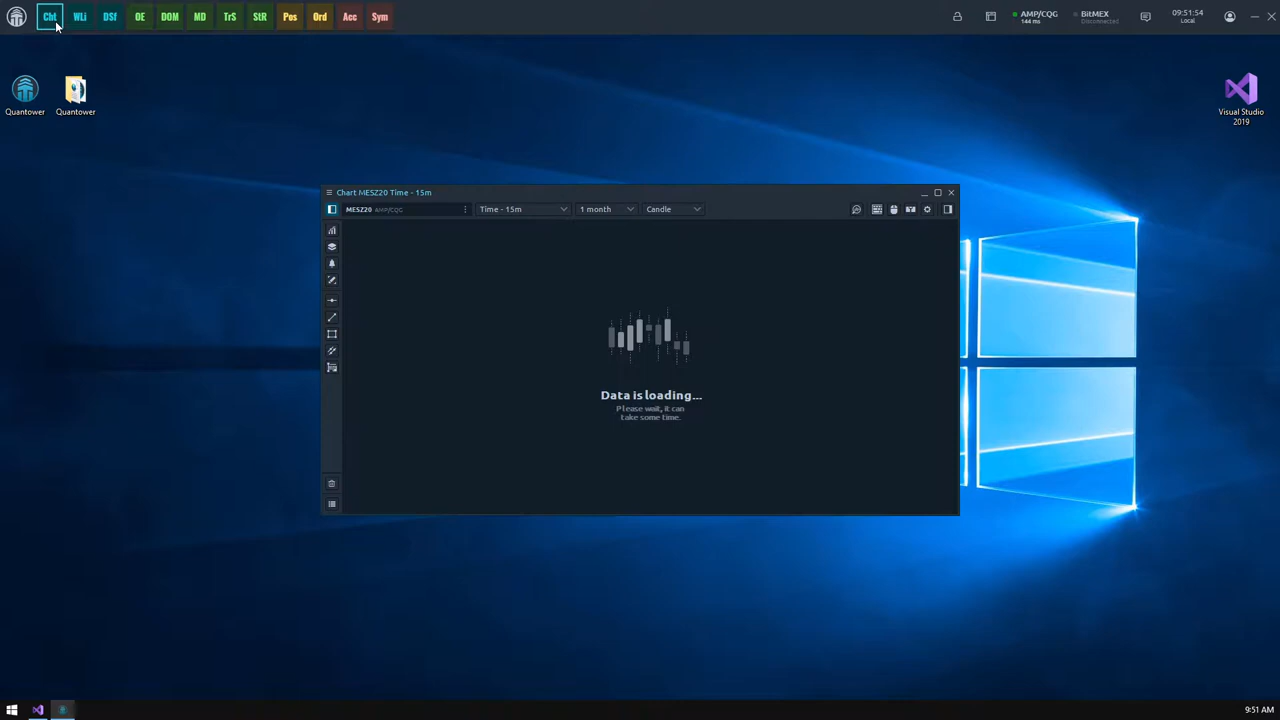 Cht WLi DSf OE DOM MD TrS StR Pos Ord Acc Sym
AMP/CQG
144 ms
BitMEX
Disconnected
09:51:54
Local
Quantower
Quantower
Visual Studio
2019
Chart MESZ20 Time - 15m
MESZ20 AMP/CQG
Time - 15m
1 month
Candle
Data is loading...
Please wait, it can
take some time.
9:51 AM